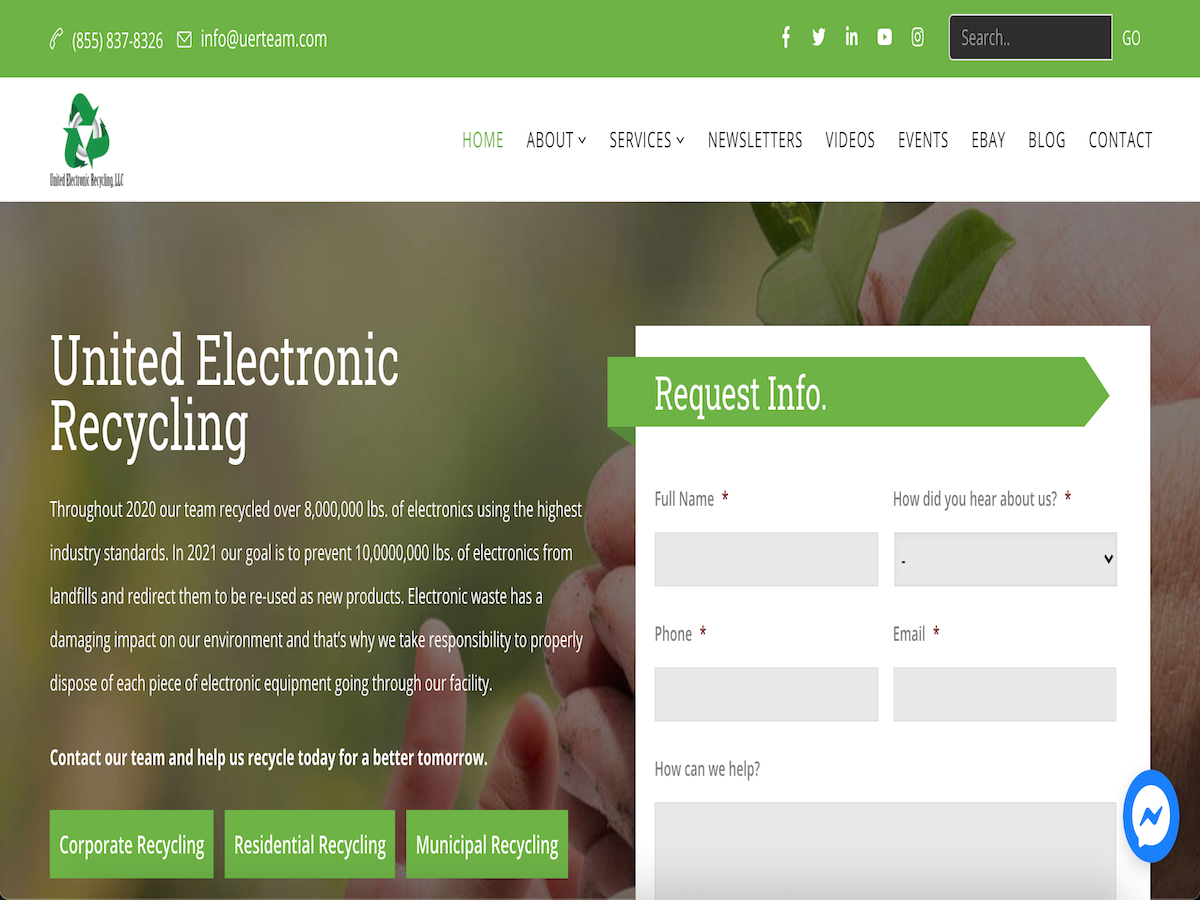 (855) 837-8326 info@uerteam.com Search.. GO
United Electronic Recycling, LLC
HOME ABOUT SERVICES NEWSLETTERS VIDEOS EVENTS EBAY BLOG CONTACT
United Electronic
Recycling
Throughout 2020 our team recycled over 8,000,000 lbs. of electronics using the highest
industry standards. In 2021 our goal is to prevent 10,0000,000 lbs. of electronics from
landfills and redirect them to be re-used as new products. Electronic waste has a
damaging impact on our environment and that’s why we take responsibility to properly
dispose of each piece of electronic equipment going through our facility.
Contact our team and help us recycle today for a better tomorrow.
Corporate Recycling Residential Recycling Municipal Recycling
Request Info.
Full Name * How did you hear about us? *
-
Phone * Email *
How can we help?